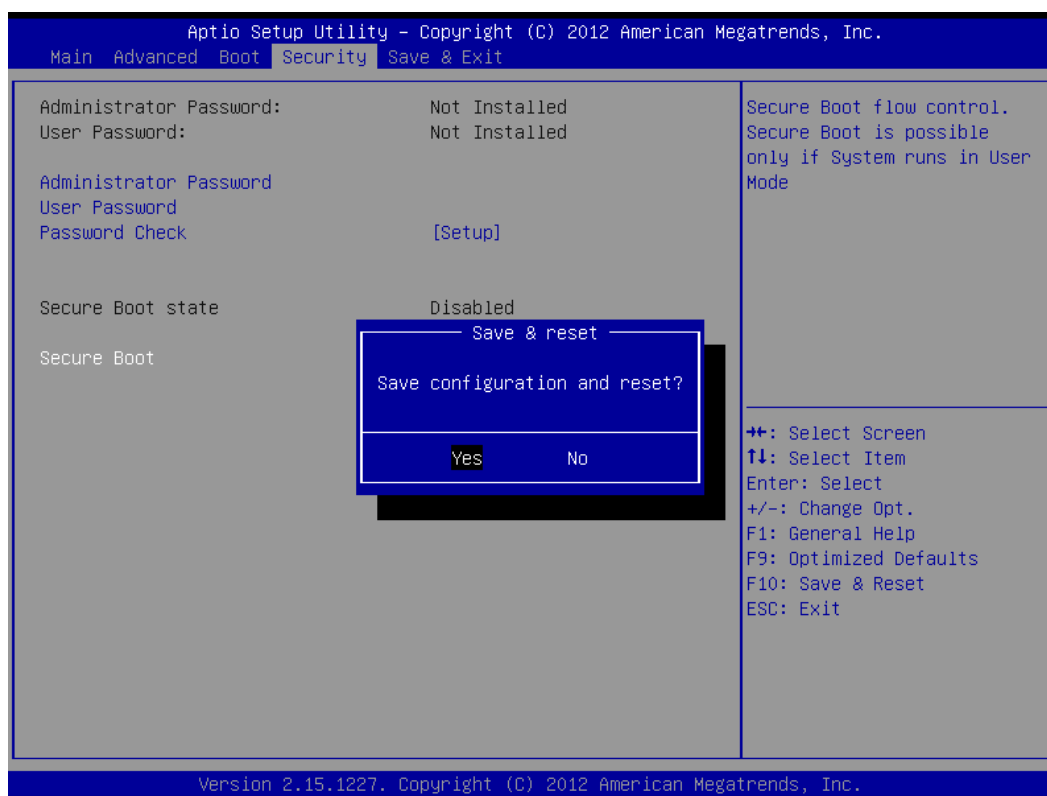 Aptio Setup Utility – Copyright (C) 2012 American Megatrends, Inc.
Main Advanced Boot Security Save & Exit
Administrator Password: Not Installed
User Password: Not Installed
Administrator Password
User Password
Password Check [Setup]
Secure Boot state Disabled
Secure Boot
Save & reset
Save configuration and reset?
Yes No
Secure Boot flow control.
Secure Boot is possible
only if System runs in User
Mode
→←: Select Screen
↑↓: Select Item
Enter: Select
+/-: Change Opt.
F1: General Help
F9: Optimized Defaults
F10: Save & Reset
ESC: Exit
Version 2.15.1227. Copyright (C) 2012 American Megatrends, Inc.